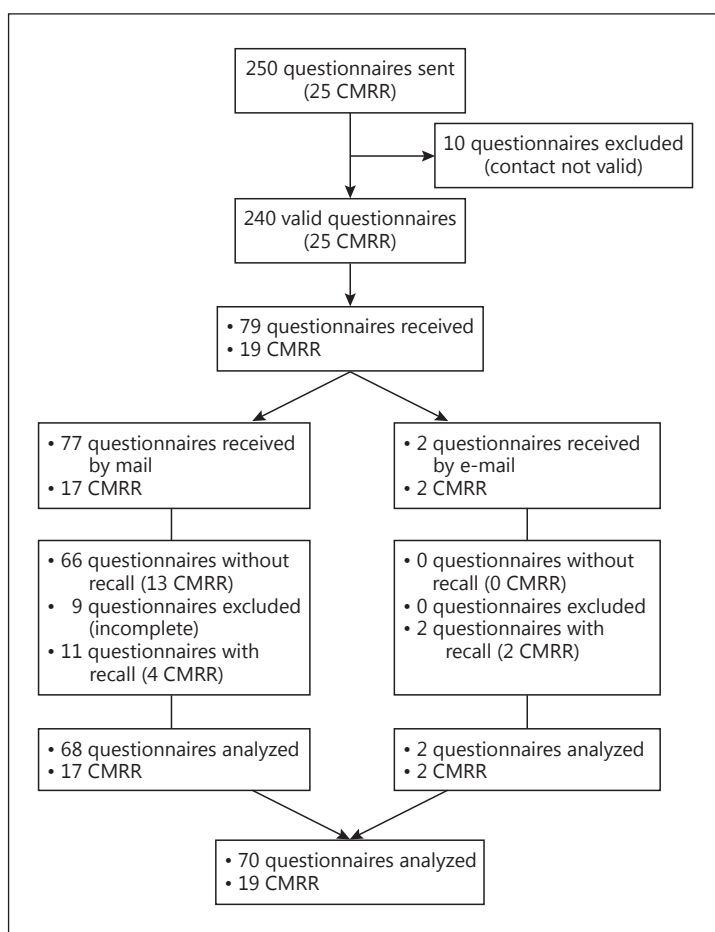 250 questionnaires sent
(25 CMRR)
10 questionnaires excluded
(contact not valid)
240 valid questionnaires
(25 CMRR)
• 79 questionnaires received
• 19 CMRR
• 77 questionnaires received
by mail
• 17 CMRR
• 2 questionnaires received
by e-mail
• 2 CMRR
• 66 questionnaires without
recall (13 CMRR)
• 9 questionnaires excluded
(incomplete)
• 11 questionnaires with
recall (4 CMRR)
• 0 questionnaires without
recall (0 CMRR)
• 0 questionnaires excluded
• 2 questionnaires with
recall (2 CMRR)
• 68 questionnaires analyzed
• 17 CMRR
• 2 questionnaires analyzed
• 2 CMRR
• 70 questionnaires analyzed
• 19 CMRR